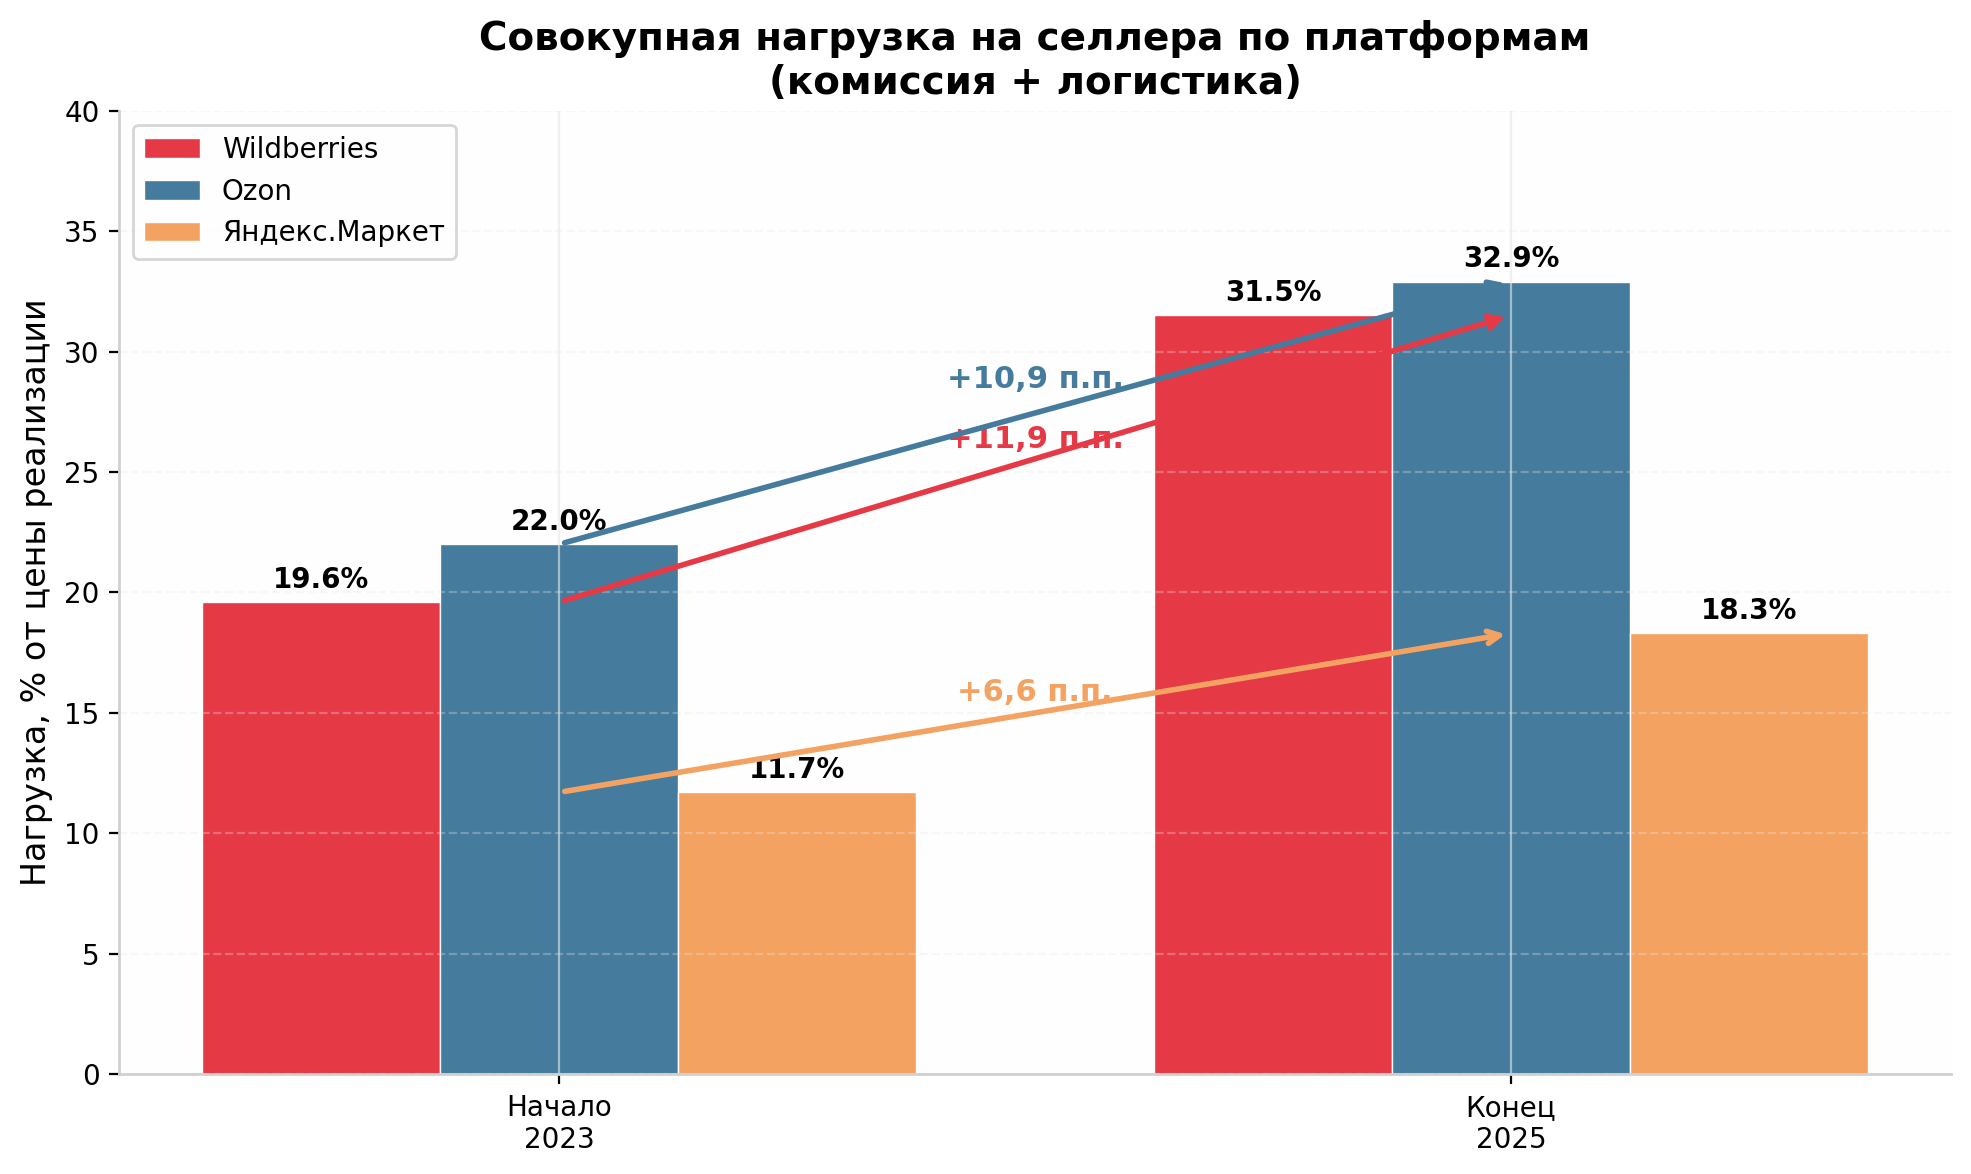 Совокупная нагрузка на селлера по платформам
(комиссия + логистика)
Нагрузка, % от цены реализации
40
35
30
25
20
15
10
5
0
Wildberries
Ozon
Яндекс.Маркет
19.6%
22.0%
11.7%
+10,9 п.п.
+11,9 п.п.
+6,6 п.п.
31.5%
32.9%
18.3%
Начало
2023
Конец
2025